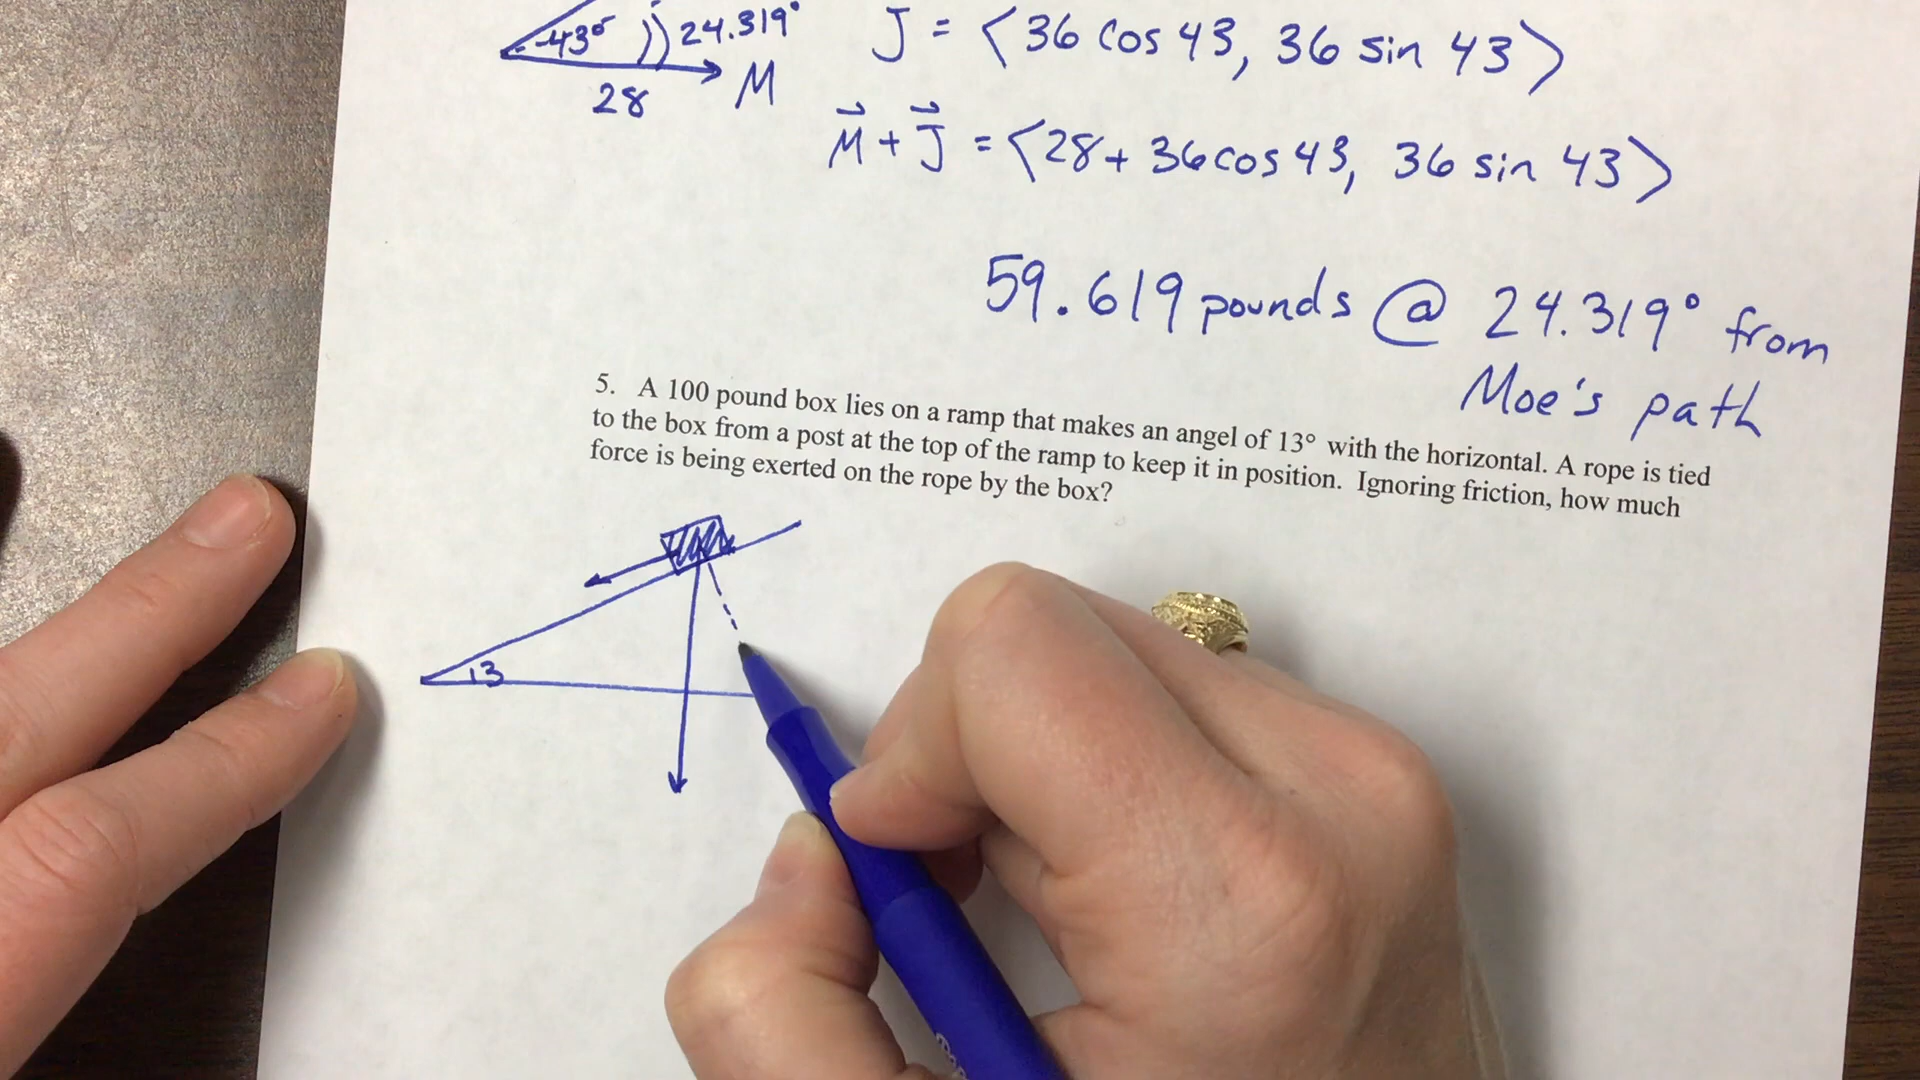 43° 24.319° J = ⟨36 cos 43, 36 sin 43⟩
28 M
M + J = ⟨28 + 36 cos 43, 36 sin 43⟩
59.619 pounds @ 24.319° from
Moe's path
5. A 100 pound box lies on a ramp that makes an angel of 13° with the horizontal. A rope is tied
to the box from a post at the top of the ramp to keep it in position. Ignoring friction, how much
force is being exerted on the rope by the box?
13